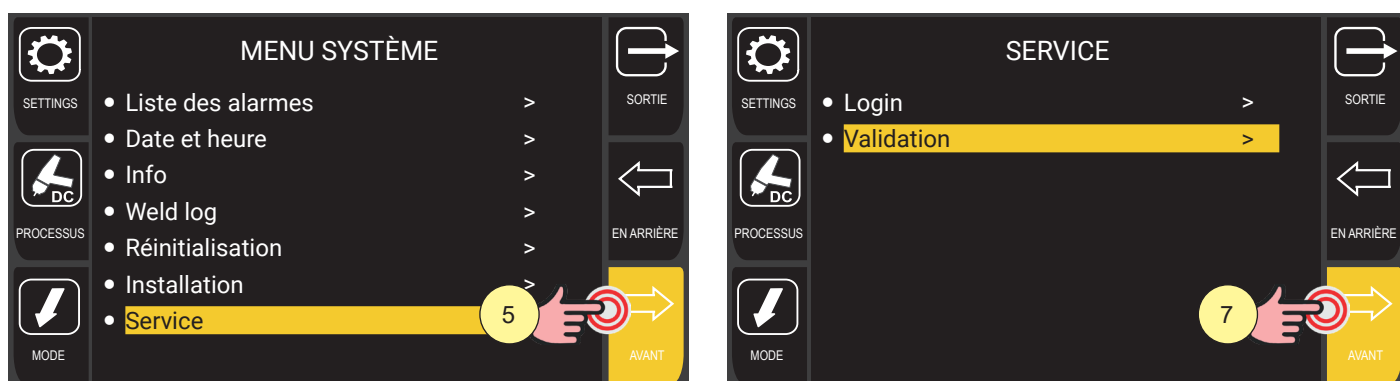 MENU SYSTÈME
SETTINGS
Liste des alarmes >
SORTIE
Date et heure >
Info >
DC
Weld log >
PROCESSUS
Réinitialisation >
EN ARRIÈRE
Installation >
Service
5
MODE
AVANT
SERVICE
SETTINGS
Login >
SORTIE
Validation >
DC
PROCESSUS
EN ARRIÈRE
7
MODE
AVANT